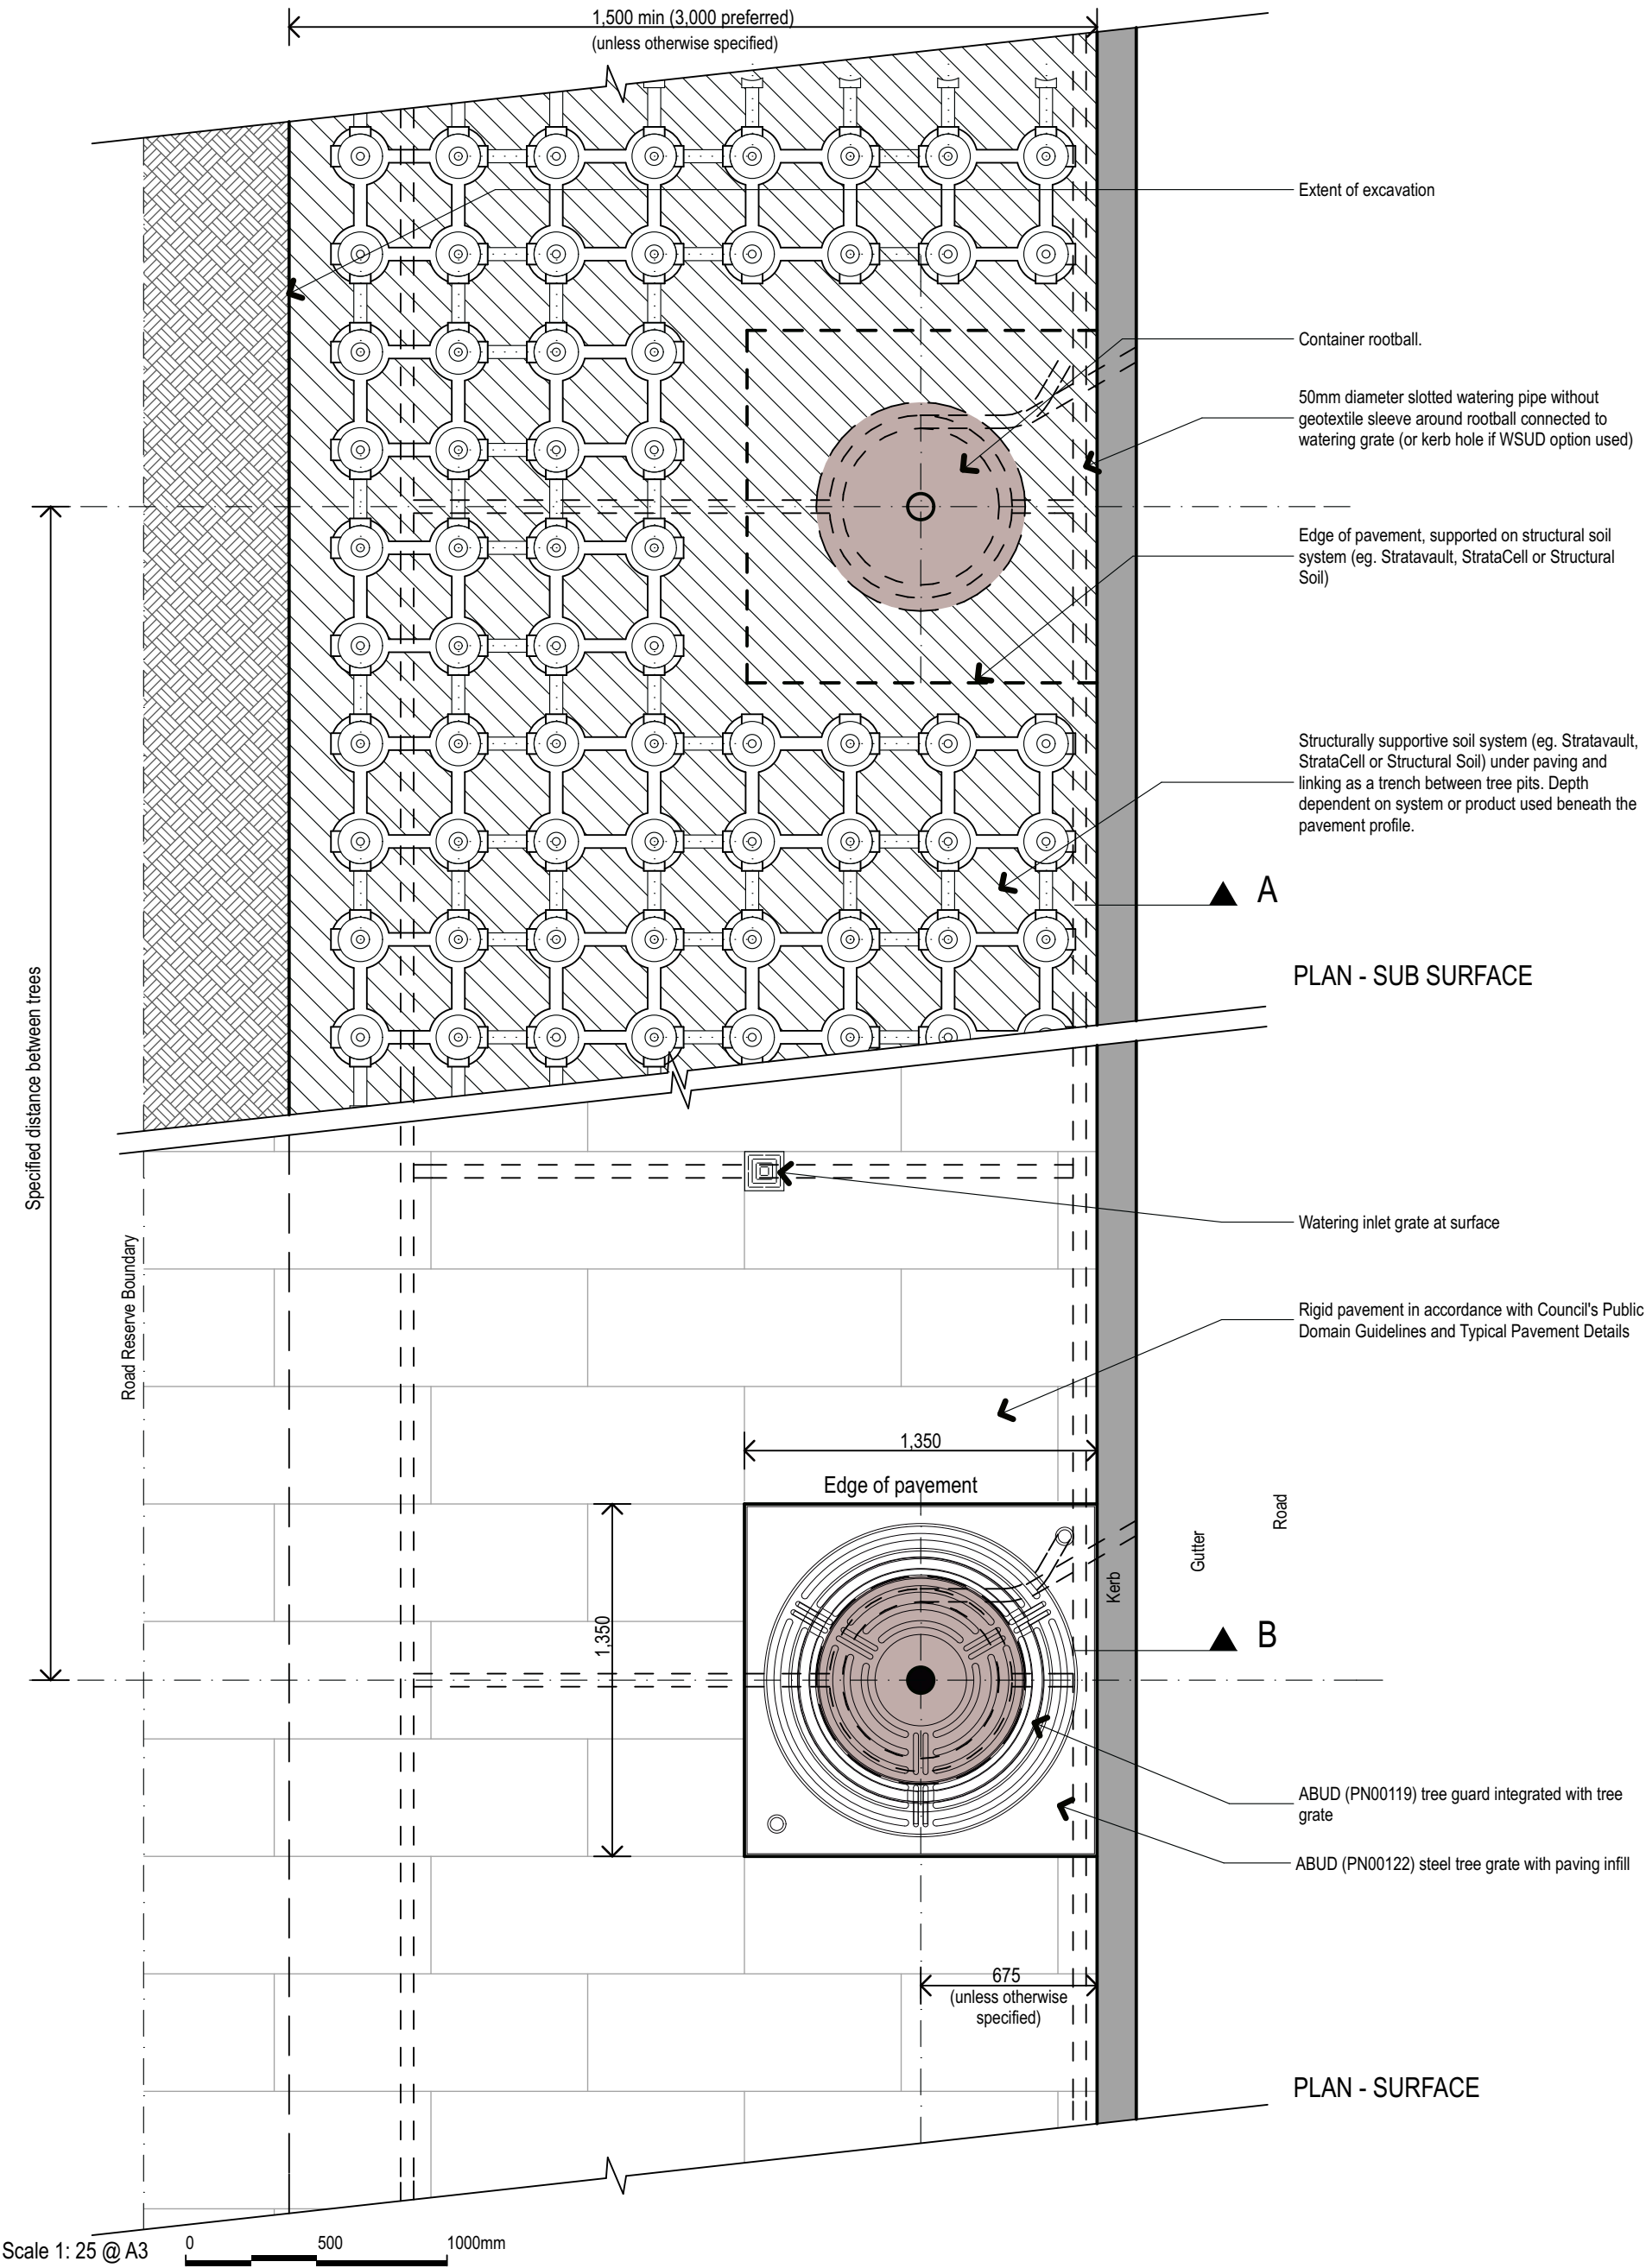 1,500 min (3,000 preferred)
(unless otherwise specified)
Extent of excavation
Container rootball.
50mm diameter slotted watering pipe without
geotextile sleeve around rootball connected to
watering grate (or kerb hole if WSUD option used)
Edge of pavement, supported on structural soil
system (eg. Stratavault, StrataCell or Structural
Soil)
Structurally supportive soil system (eg. Stratavault,
StrataCell or Structural Soil) under paving and
linking as a trench between tree pits. Depth
dependent on system or product used beneath the
pavement profile.
A
PLAN - SUB SURFACE
Specified distance between trees
Watering inlet grate at surface
Road Reserve Boundary
Rigid pavement in accordance with Council's Public
Domain Guidelines and Typical Pavement Details
1,350
Edge of pavement
Road
Gutter
Kerb
1,350
B
ABUD (PN00119) tree guard integrated with tree
grate
ABUD (PN00122) steel tree grate with paving infill
675
(unless otherwise
specified)
PLAN - SURFACE
Scale 1: 25 @ A3
0 500 1000mm